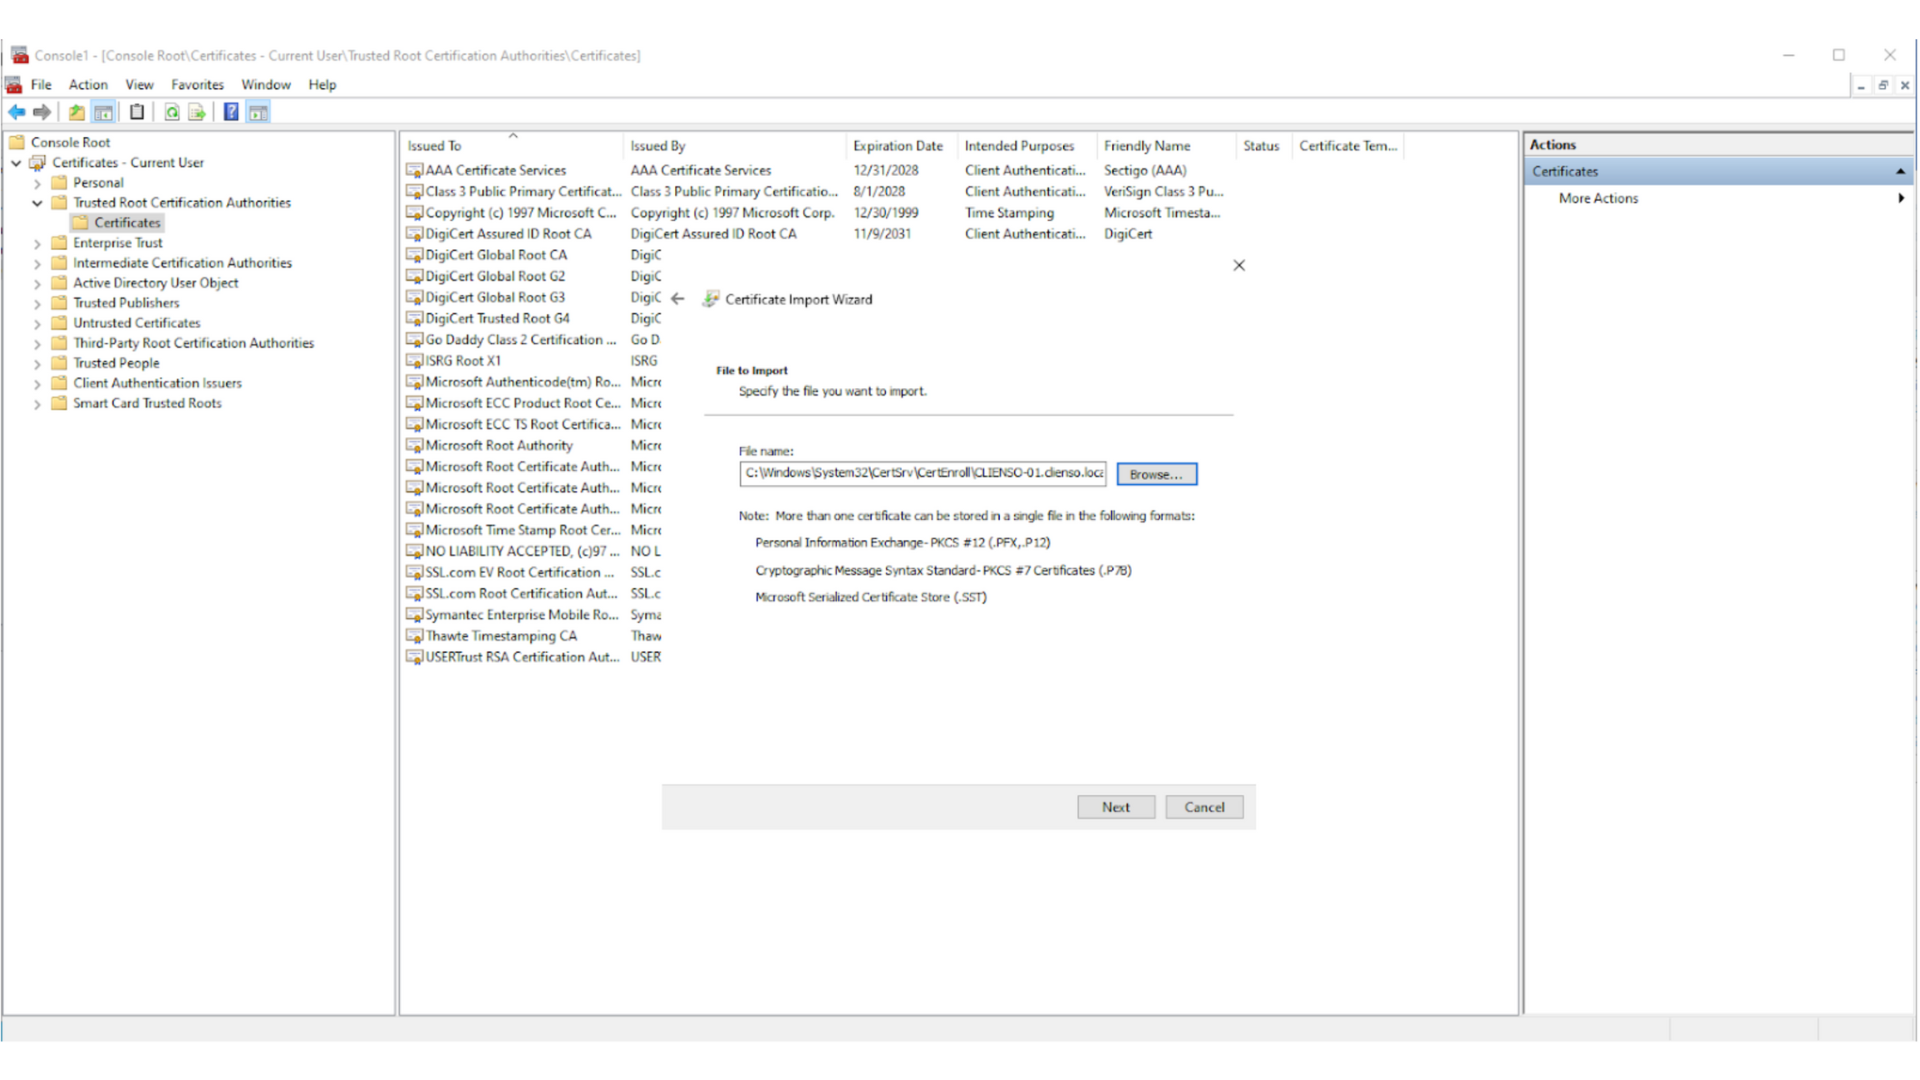 Console1 - [Console Root\Certificates - Current User\Trusted Root Certification Authorities\Certificates]
File Action View Favorites Window Help
Console Root
Certificates - Current User
Personal
Trusted Root Certification Authorities
Certificates
Enterprise Trust
Intermediate Certification Authorities
Active Directory User Object
Trusted Publishers
Untrusted Certificates
Third-Party Root Certification Authorities
Trusted People
Client Authentication Issuers
Smart Card Trusted Roots
Issued To Issued By Expiration Date Intended Purposes Friendly Name Status Certificate Tem...
AAA Certificate Services AAA Certificate Services 12/31/2028 Client Authenticati... Sectigo (AAA)
Class 3 Public Primary Certificat... Class 3 Public Primary Certificatio... 8/1/2028 Client Authenticati... VeriSign Class 3 Pu...
Copyright (c) 1997 Microsoft C... Copyright (c) 1997 Microsoft Corp. 12/30/1999 Time Stamping Microsoft Timesta...
DigiCert Assured ID Root CA DigiCert Assured ID Root CA 11/9/2031 Client Authenticati... DigiCert
DigiCert Global Root CA DigiC
DigiCert Global Root G2 DigiC
DigiCert Global Root G3 DigiC
DigiCert Trusted Root G4 DigiC
Go Daddy Class 2 Certification ... Go D
ISRG Root X1 ISRG
Microsoft Authenticode(tm) Ro... Micr
Microsoft ECC Product Root Ce... Micr
Microsoft ECC TS Root Certifica... Micr
Microsoft Root Authority Micr
Microsoft Root Certificate Auth... Micr
Microsoft Root Certificate Auth... Micr
Microsoft Root Certificate Auth... Micr
Microsoft Time Stamp Root Cer... Micr
NO LIABILITY ACCEPTED, (c)97 ... NO L
SSL.com EV Root Certification ... SSL.c
SSL.com Root Certification Aut... SSL.c
Symantec Enterprise Mobile Ro... Syma
Thawte Timestamping CA Thaw
USERTrust RSA Certification Aut... USER
Certificate Import Wizard
File to Import
Specify the file you want to import.
File name:
C:\Windows\System32\CertSrv\CertEnroll\CLIENSO-01.clienso.loca
Browse...
Note: More than one certificate can be stored in a single file in the following formats:
Personal Information Exchange- PKCS #12 (.PFX,.P12)
Cryptographic Message Syntax Standard- PKCS #7 Certificates (.P7B)
Microsoft Serialized Certificate Store (.SST)
Next Cancel
Actions
Certificates
More Actions